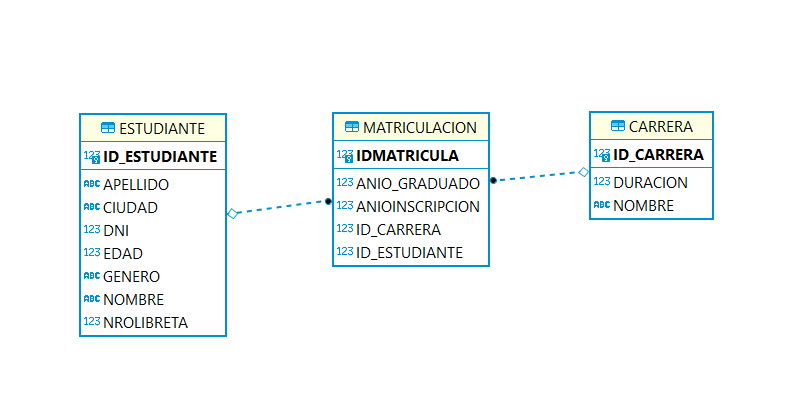 ESTUDIANTE
123 ID_ESTUDIANTE
ABC APELLIDO
ABC CIUDAD
123 DNI
123 EDAD
ABC GENERO
ABC NOMBRE
123 NROLIBRETA
MATRICULACION
123 IDMATRICULA
123 ANIO_GRADUADO
123 ANIOINSCRIPCION
123 ID_CARRERA
123 ID_ESTUDIANTE
CARRERA
123 ID_CARRERA
123 DURACION
ABC NOMBRE